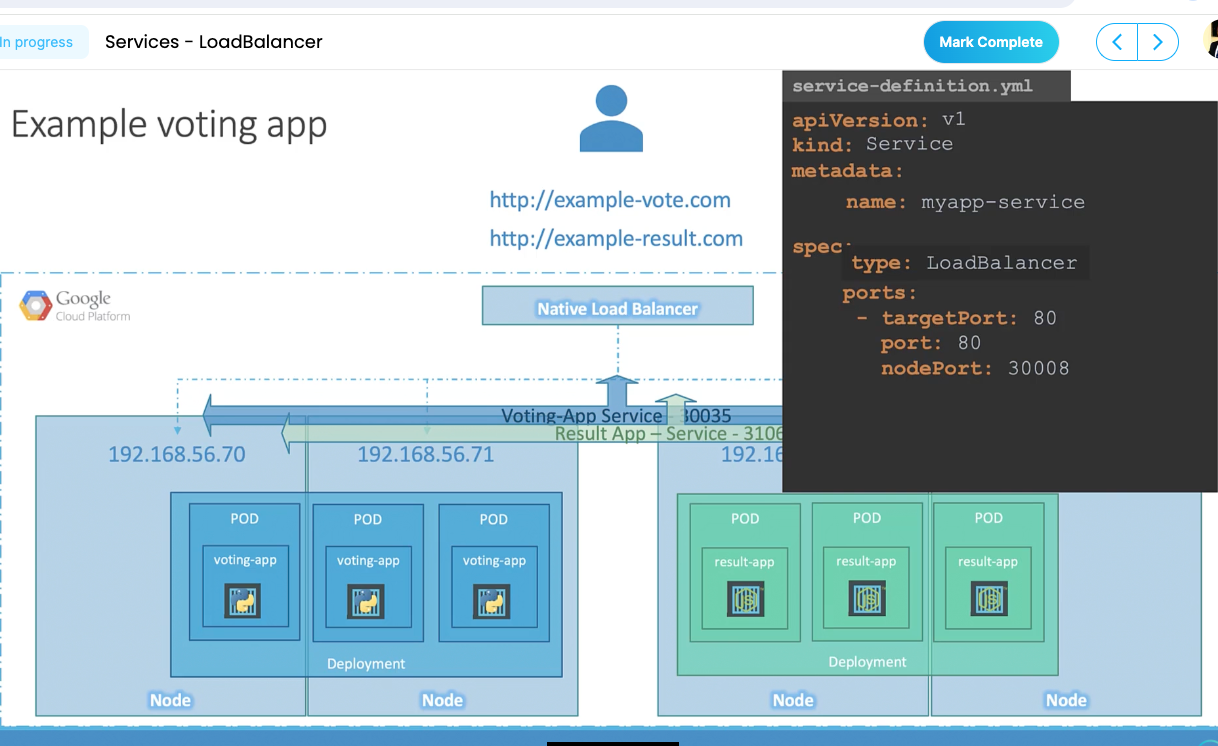 In progress
Services - LoadBalancer
Mark Complete
Example voting app
http://example-vote.com
http://example-result.com
service-definition.yml
apiVersion: v1
kind: Service
metadata:
name: myapp-service
spec:
type: LoadBalancer
ports:
- targetPort: 80
port: 80
nodePort: 30008
Google
Cloud Platform
Native Load Balancer
Voting-App Service - 30035
Result App – Service - 3106
192.168.56.70
192.168.56.71
192.16
POD
POD
POD
voting-app
voting-app
voting-app
Deployment
POD
POD
POD
result-app
result-app
result-app
JS
JS
JS
Deployment
Node
Node
Node
Node